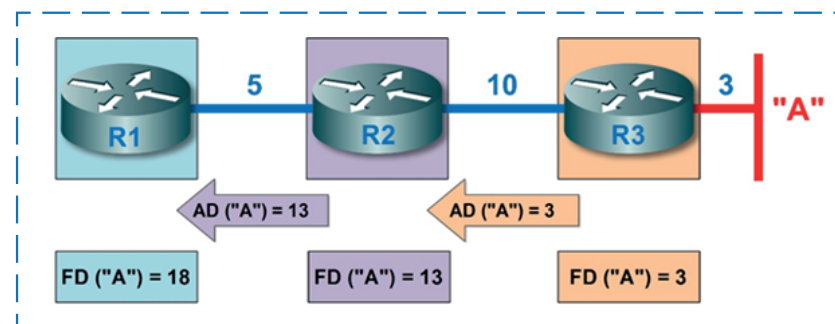 5 10 3
R1 R2 R3 "A"
AD ("A") = 13 AD ("A") = 3
FD ("A") = 18 FD ("A") = 13 FD ("A") = 3